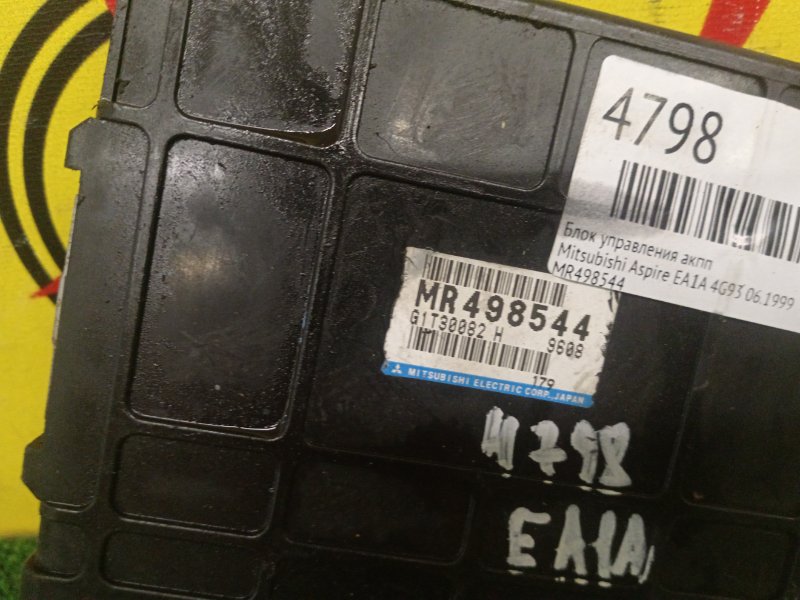 4798
Блок управления акпп
Mitsubishi Aspire EA1A 4G93 06.1999
MR498544
MR498544
G1T30082 H 9608
179
MITSUBISHI ELECTRIC CORP. JAPAN
4798
EA1A